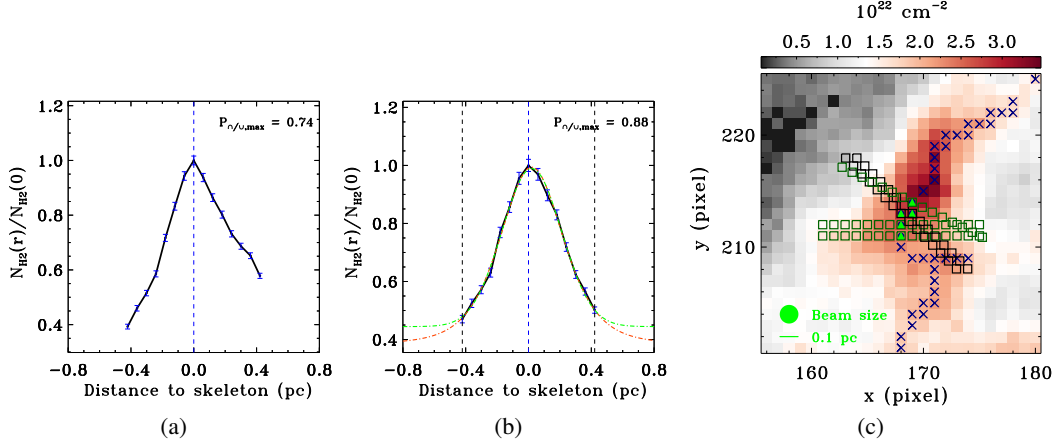 10²² cm⁻²
0.5 1.0 1.5 2.0 2.5 3.0
P∩/∪,max = 0.74
N_H2(r)/N_H2(0)
1.2
1.0
0.8
0.6
0.4
−0.8 −0.4 0.0 0.4 0.8
Distance to skeleton (pc)
(a)
P∩/∪,max = 0.88
N_H2(r)/N_H2(0)
1.2
1.0
0.8
0.6
0.4
−0.8 −0.4 0.0 0.4 0.8
Distance to skeleton (pc)
(b)
y (pixel)
220
210
Beam size
0.1 pc
160 170 180
x (pixel)
(c)